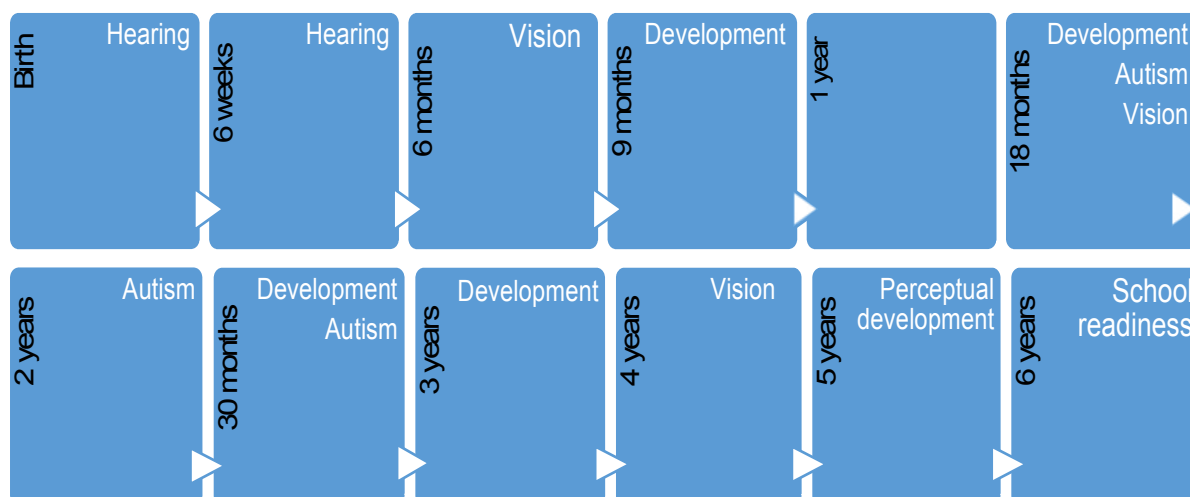 Birth
Hearing
6 weeks
Hearing
6 months
Vision
9 months
Development
1 year
18 months
Development
Autism
Vision
2 years
Autism
30 months
Development
Autism
3 years
Development
4 years
Vision
5 years
Perceptual
development
6 years
School
readiness